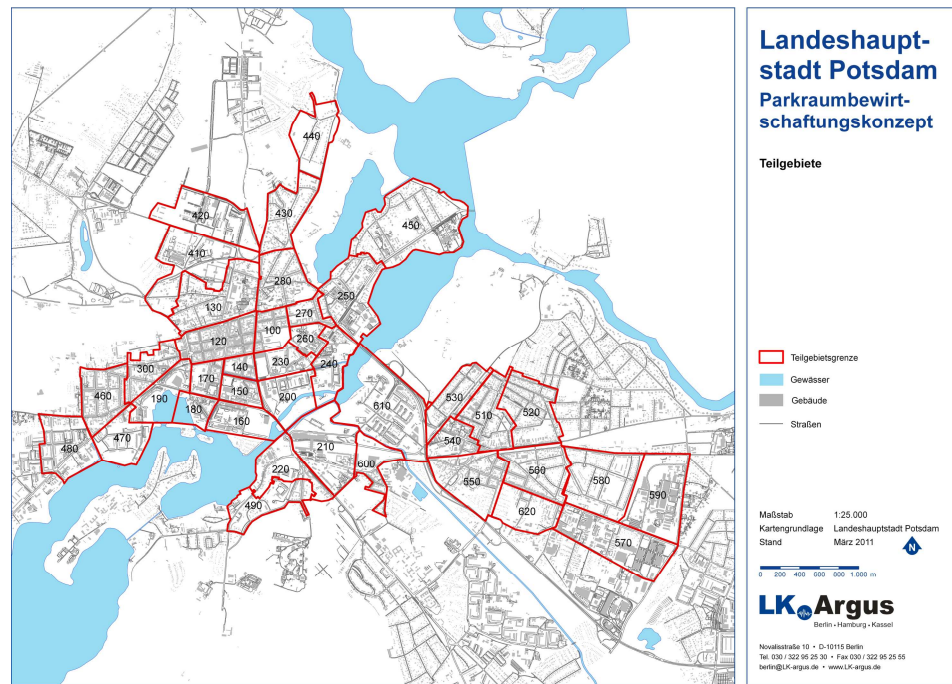 Landeshaupt-
stadt Potsdam
Parkraumbewirt-
schaftungskonzept
Teilgebiete
440
420
430
450
410
280
130
250
270
100
120
260
300
140
230
240
170
460
190
150
200
180
160
610
530
510
520
540
470
480
210
220
600
550
560
580
590
490
620
570
Teilgebietsgrenze
Gewässer
Gebäude
Straßen
Maßstab 1:25.000
Kartengrundlage Landeshauptstadt Potsdam
Stand März 2011
N
0 200 400 600 800 1.000 m
LK Argus
Berlin • Hamburg • Kassel
Novalisstraße 10 • D-10115 Berlin
Tel. 030 / 322 95 25 30 • Fax 030 / 322 95 25 55
berlin@LK-argus.de • www.LK-argus.de